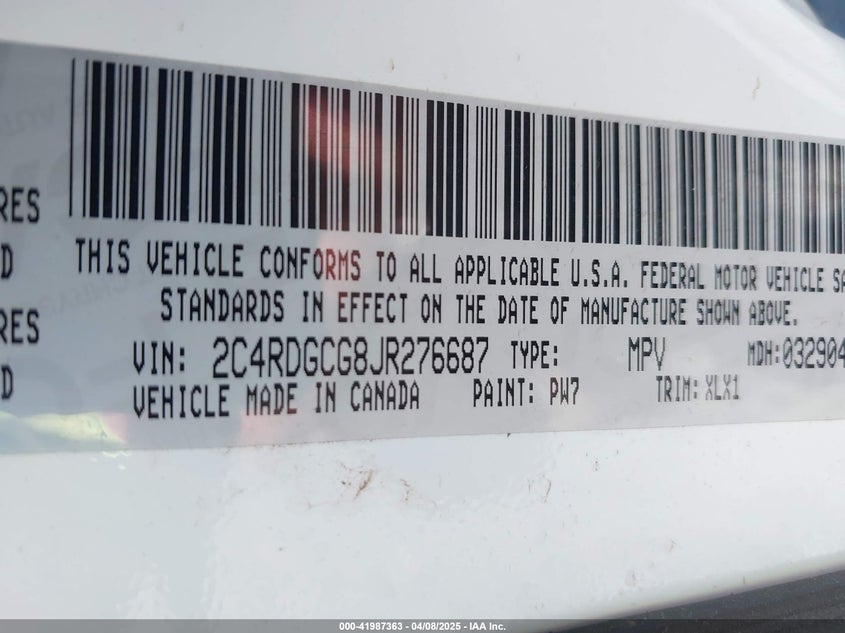 RES
D
RES
D
THIS VEHICLE CONFORMS TO ALL APPLICABLE U.S.A. FEDERAL MOTOR VEHICLE SA
STANDARDS IN EFFECT ON THE DATE OF MANUFACTURE SHOWN ABOVE.
VIN: 2C4RDGCG8JR276687 TYPE: MPV MDH:032904
VEHICLE MADE IN CANADA PAINT: PW7 TRIM: XLX1
000-41987363 - 04/08/2025 - IAA Inc.